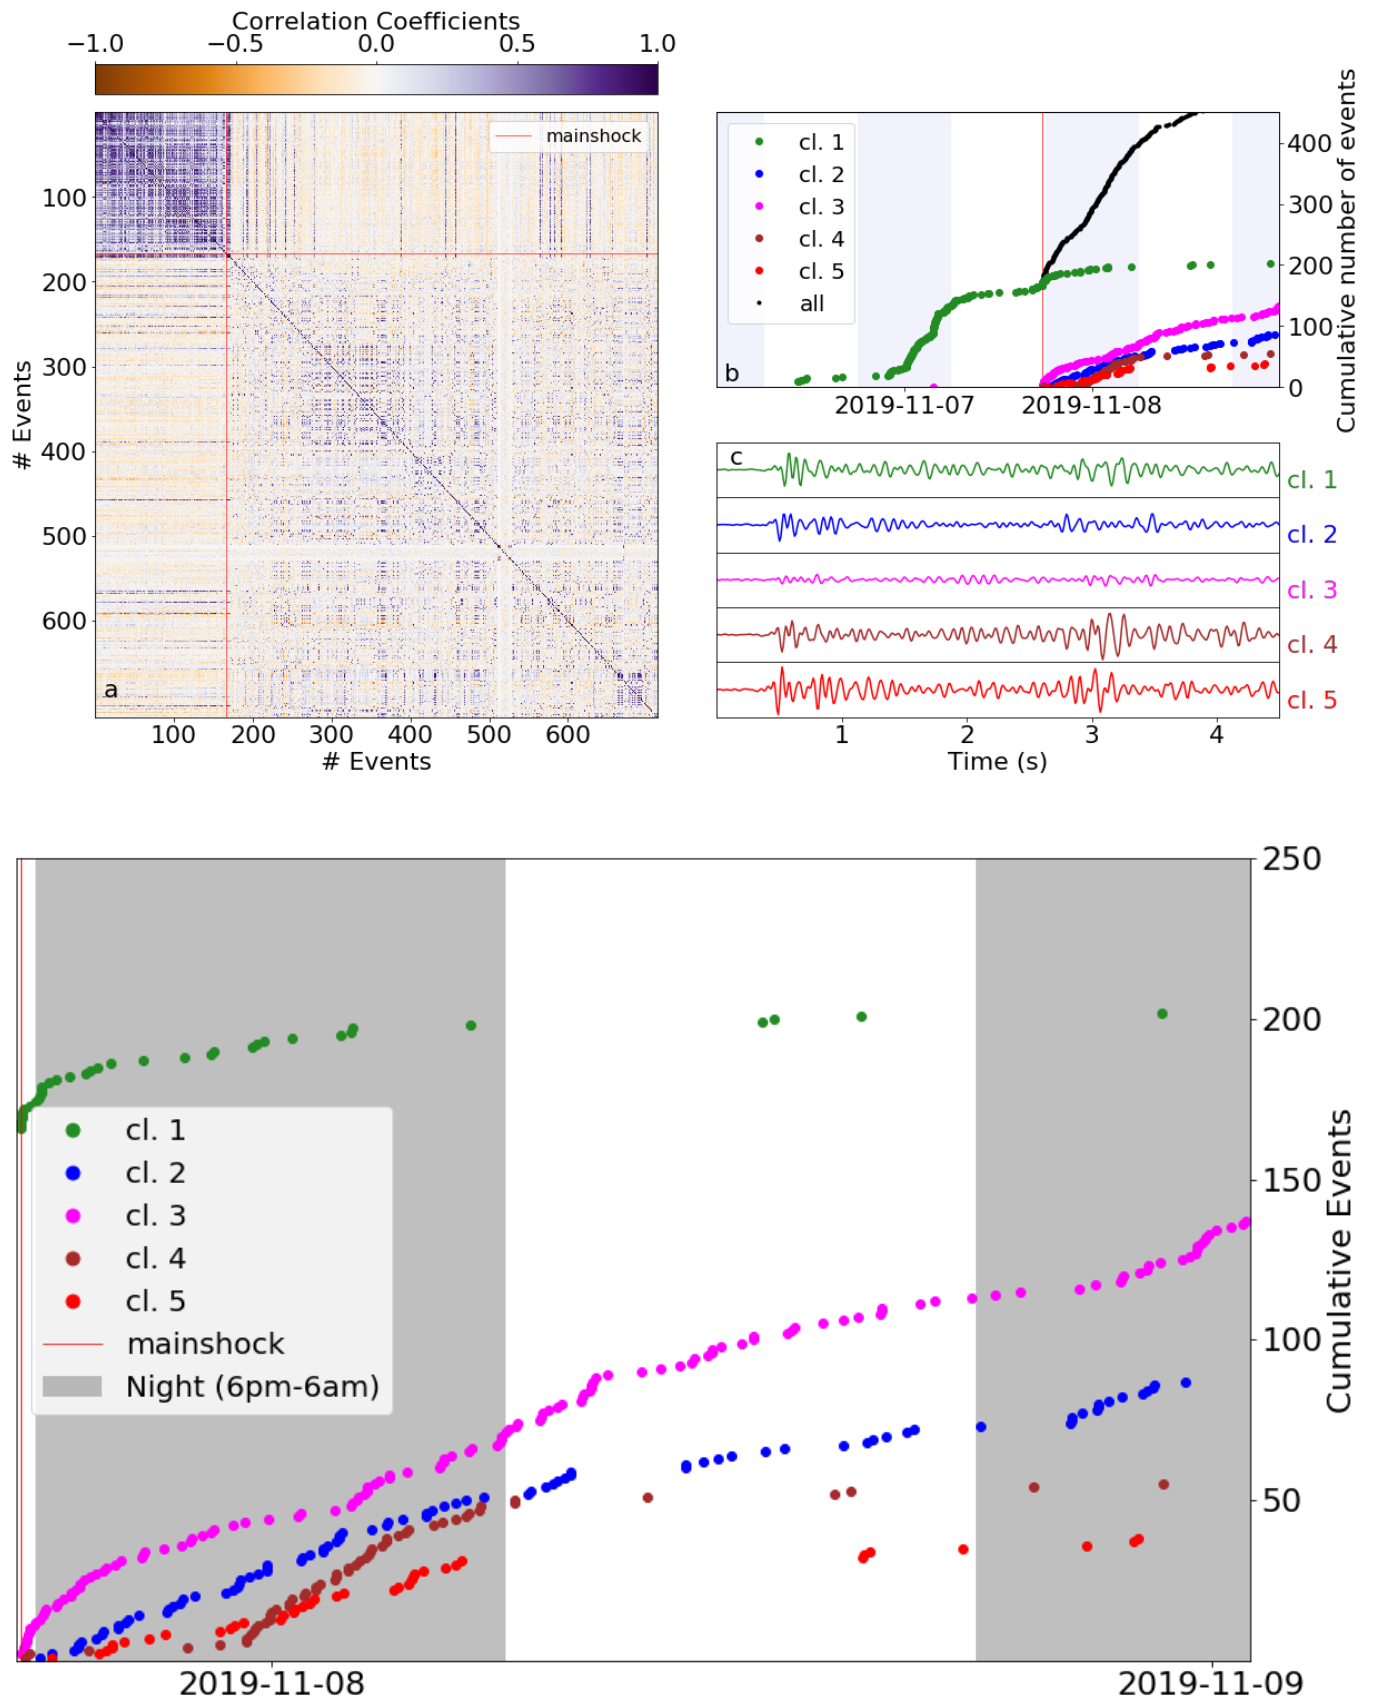 Correlation Coefficients
−1.0 −0.5 0.0 0.5 1.0
mainshock
100
200
300
400
500
600
# Events
a
100 200 300 400 500 600
# Events
cl. 1
cl. 2
cl. 3
cl. 4
cl. 5
all
b
400
300
200
100
0
Cumulative number of events
2019-11-07 2019-11-08
c
cl. 1
cl. 2
cl. 3
cl. 4
cl. 5
1 2 3 4
Time (s)
250
200
150
100
50
Cumulative Events
cl. 1
cl. 2
cl. 3
cl. 4
cl. 5
mainshock
Night (6pm-6am)
2019-11-08 2019-11-09